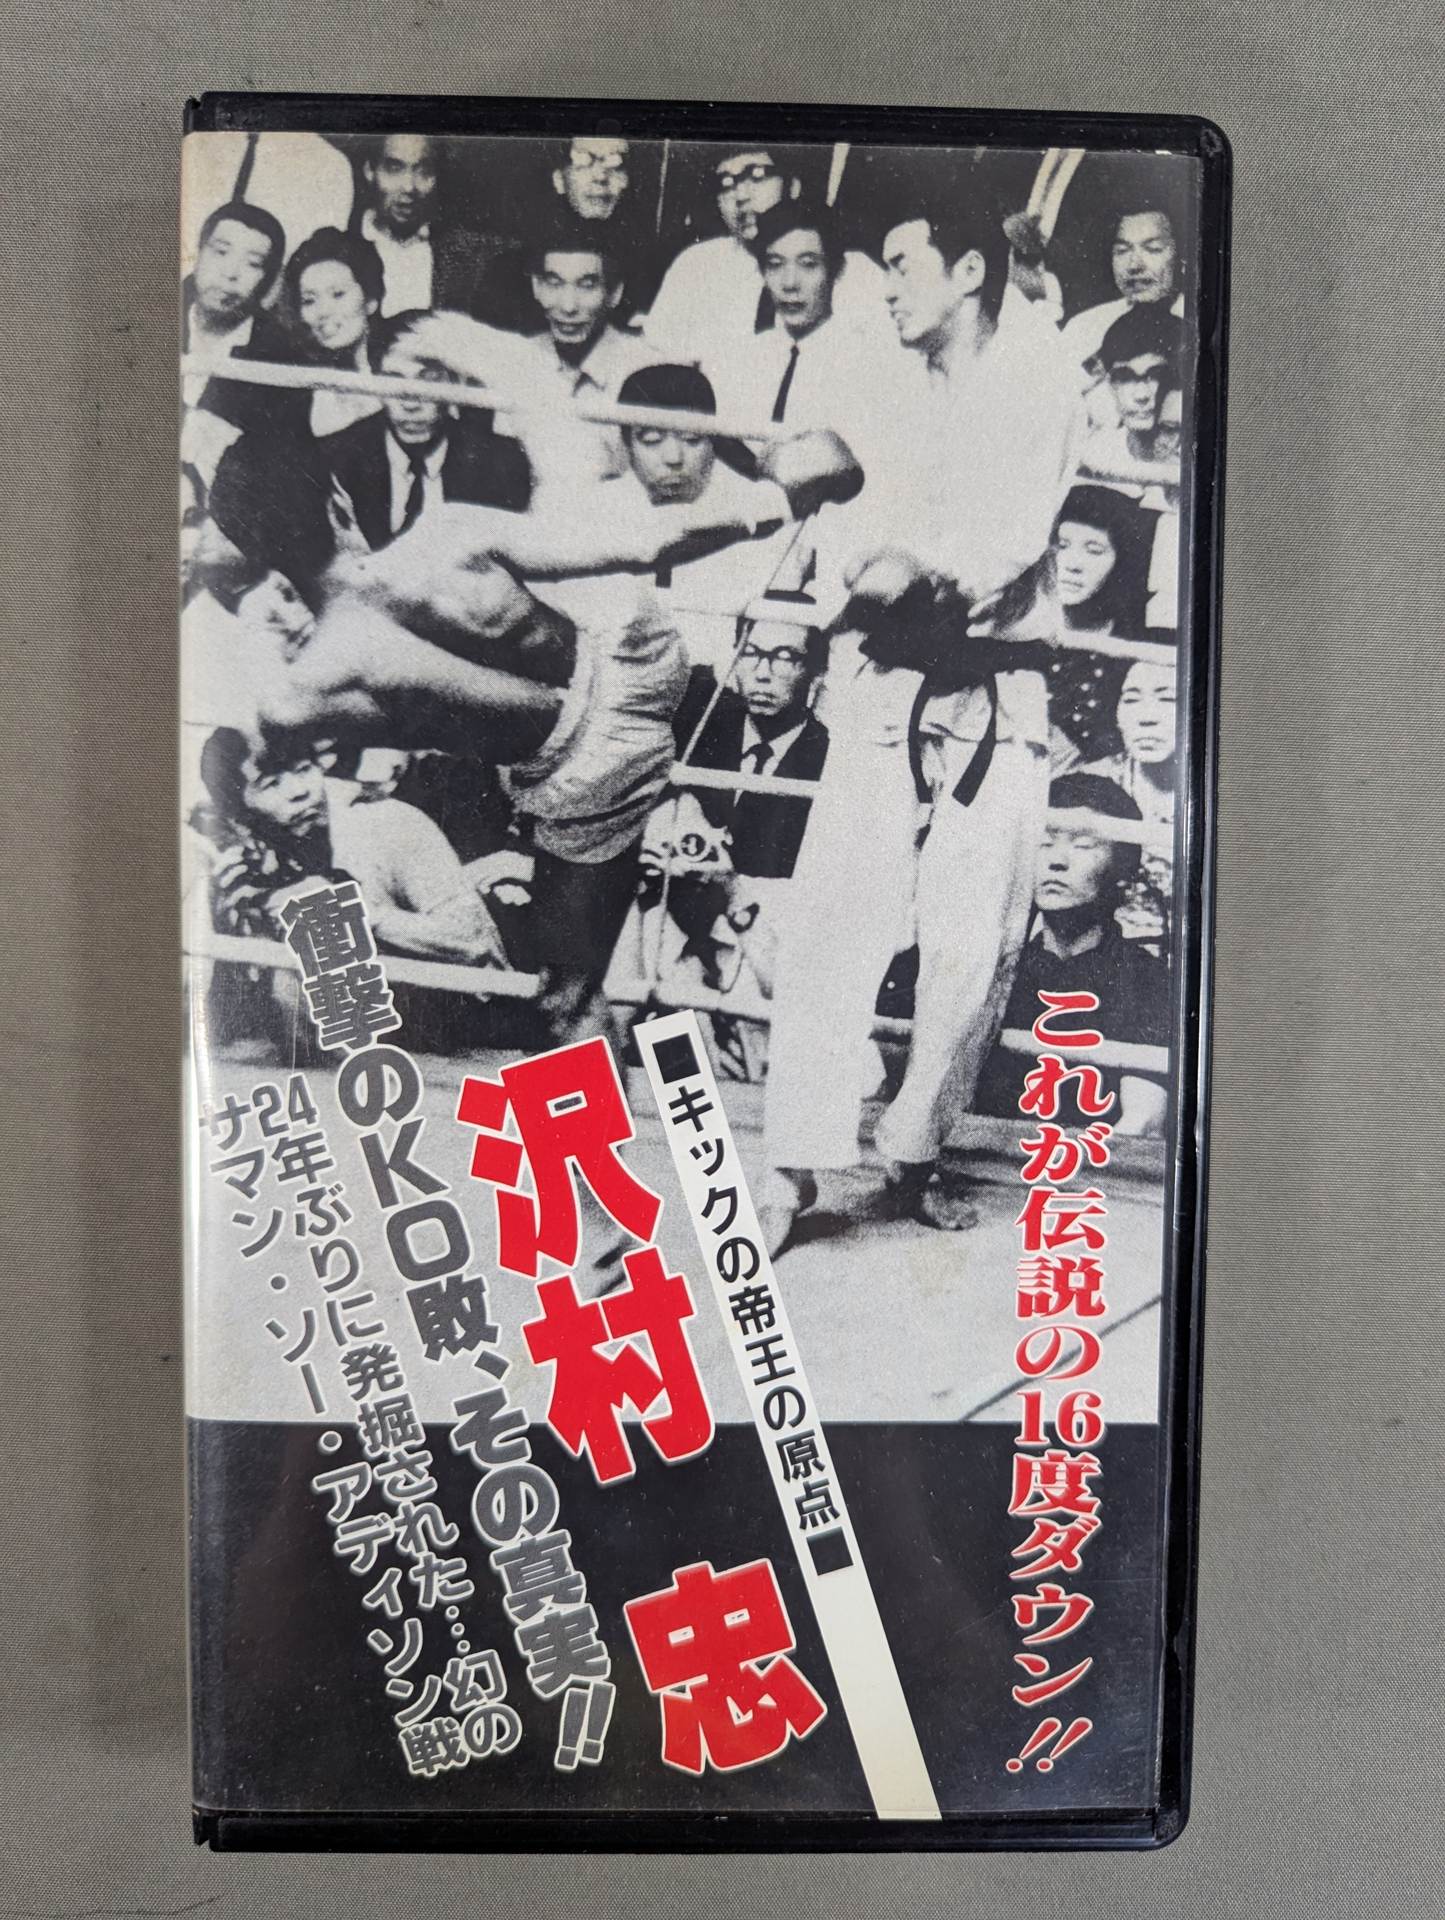 これが伝説の16度ダウン!!
■キックの帝王の原点■
沢村 忠
衝撃のKO敗、その真実!!
24年ぶりに発掘された…幻の
サマン・ソー・アディソン戦